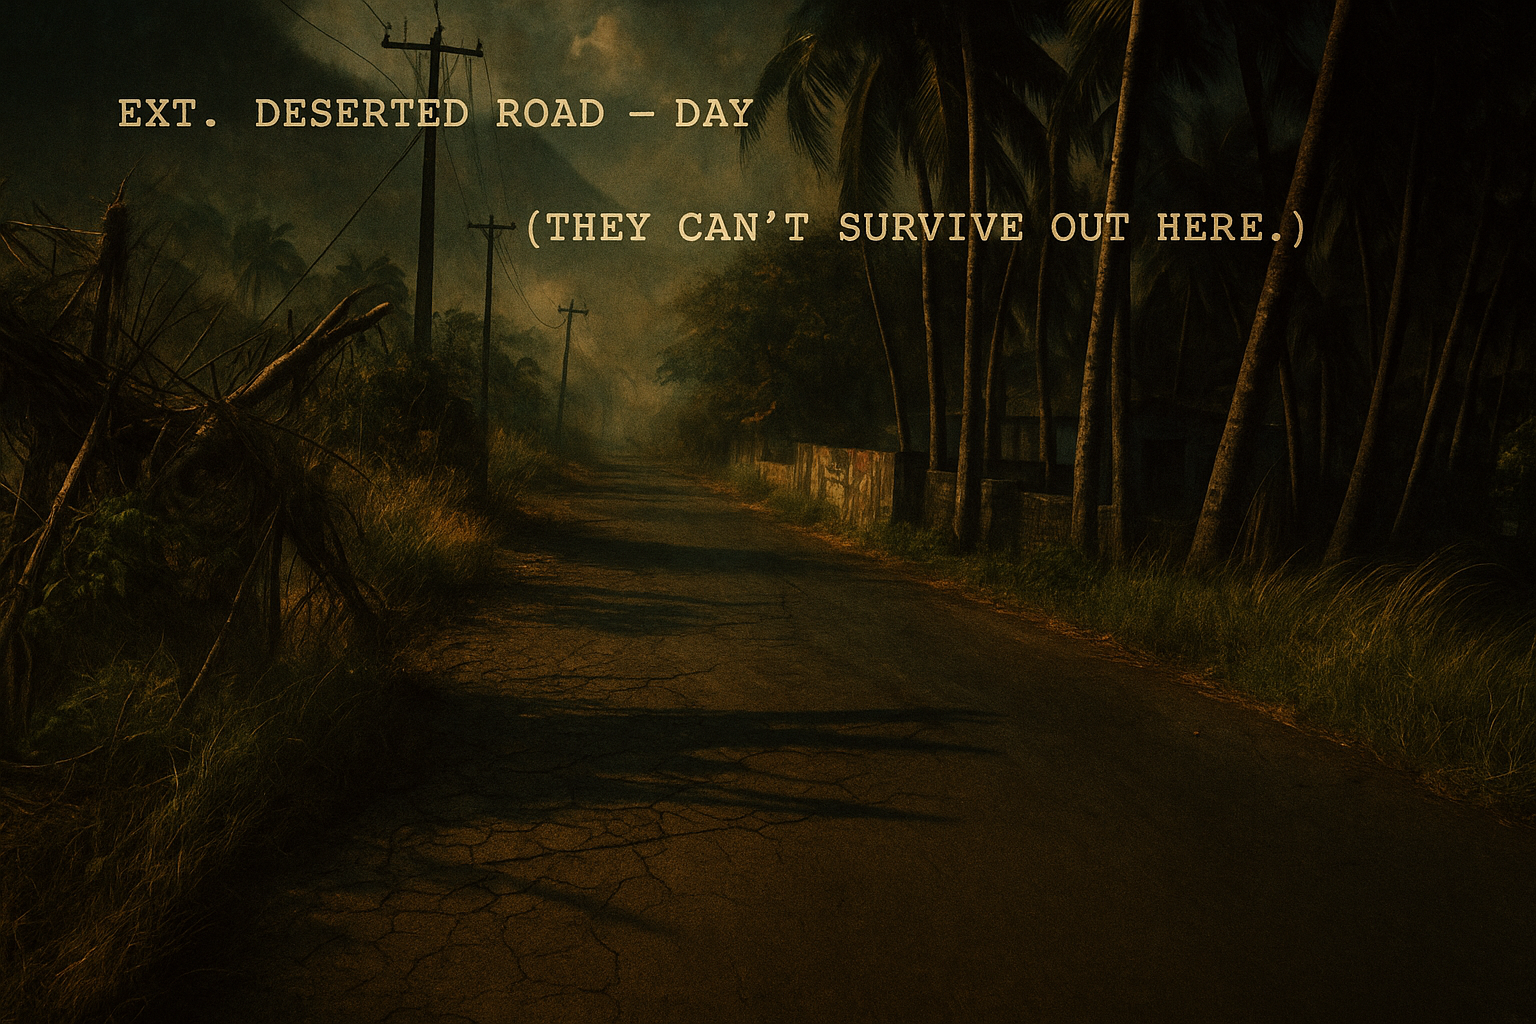 EXT. DESERTED ROAD — DAY
(THEY CAN’T SURVIVE OUT HERE.)